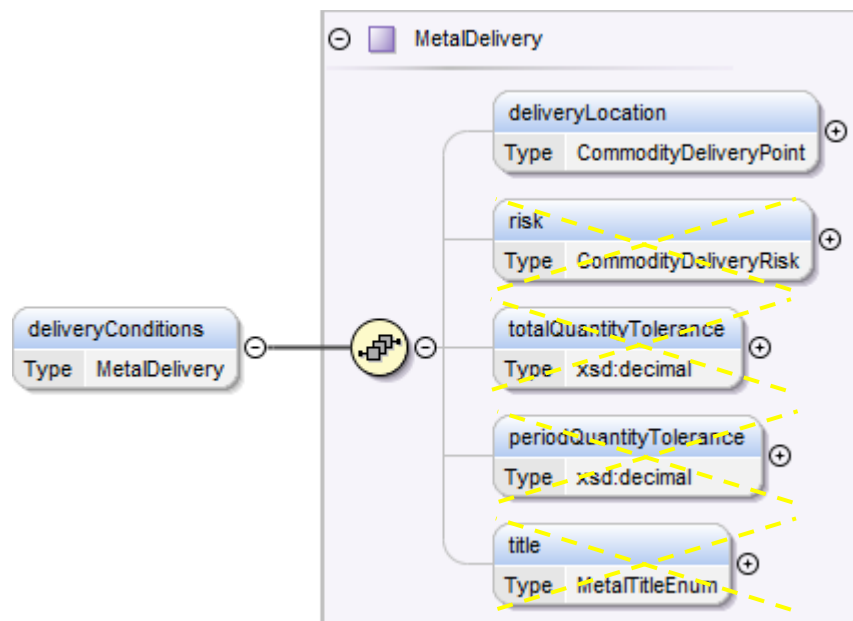 MetalDelivery
deliveryLocation
Type CommodityDeliveryPoint
risk
Type CommodityDeliveryRisk
deliveryConditions
Type MetalDelivery
totalQuantityTolerance
Type xsd:decimal
periodQuantityTolerance
Type xsd:decimal
title
Type MetalTitleEnum